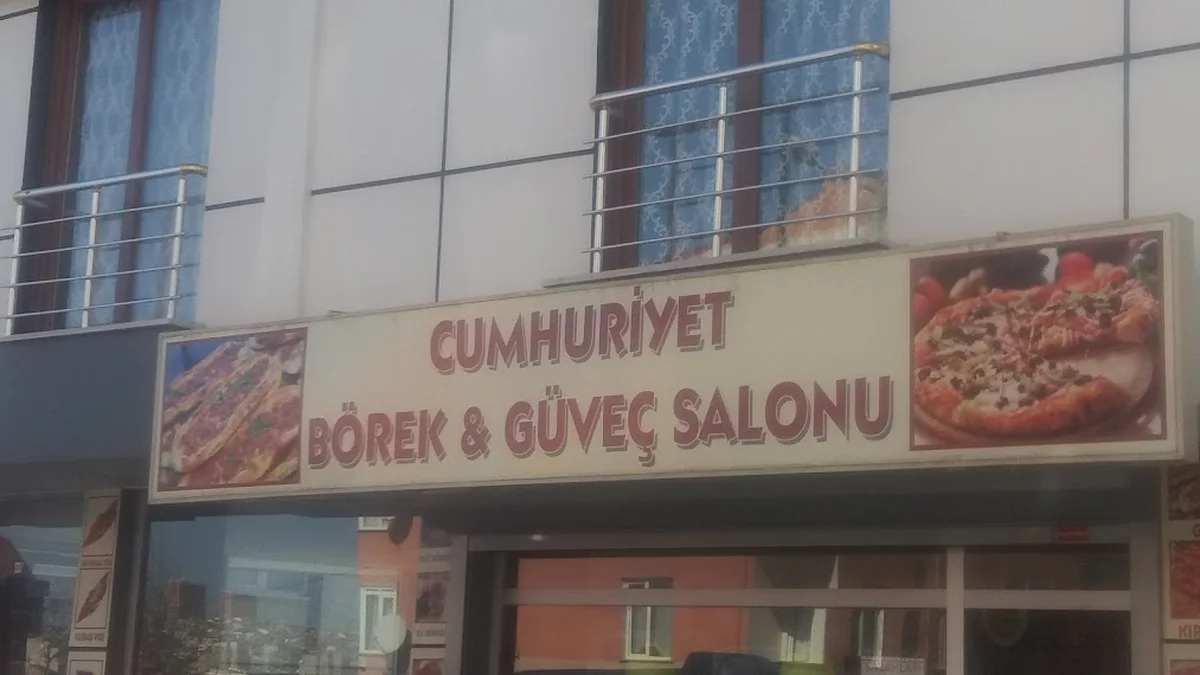 CUMHURİYET
BÖREK & GÜVEÇ SALONU